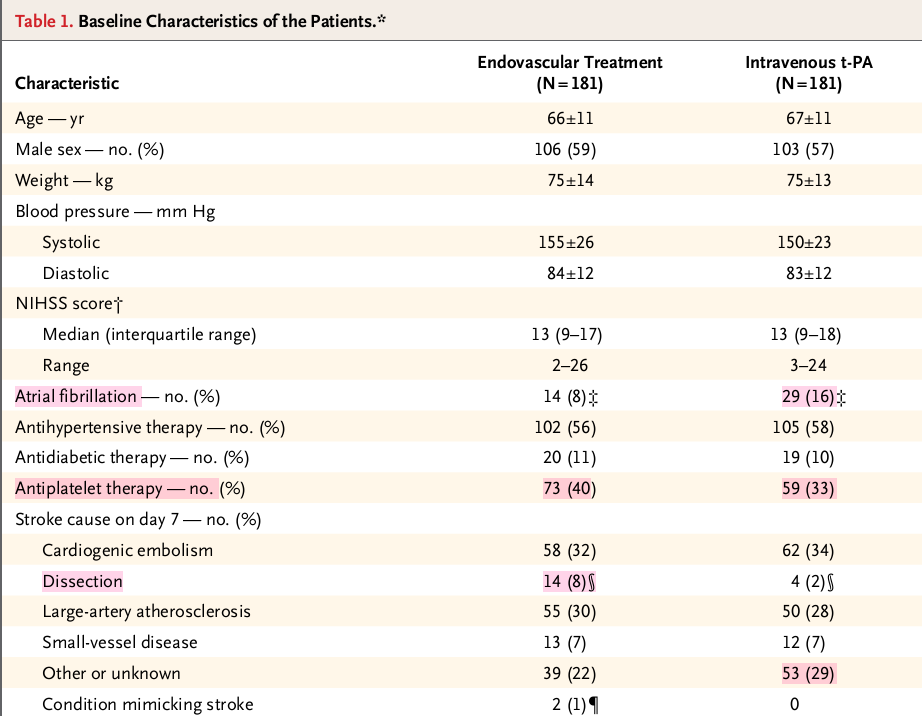 Table 1. Baseline Characteristics of the Patients.*
Characteristic Endovascular Treatment (N=181) Intravenous t-PA (N=181)
Age — yr 66±11 67±11
Male sex — no. (%) 106 (59) 103 (57)
Weight — kg 75±14 75±13
Blood pressure — mm Hg
Systolic 155±26 150±23
Diastolic 84±12 83±12
NIHSS score†
Median (interquartile range) 13 (9–17) 13 (9–18)
Range 2–26 3–24
Atrial fibrillation — no. (%) 14 (8)‡ 29 (16)‡
Antihypertensive therapy — no. (%) 102 (56) 105 (58)
Antidiabetic therapy — no. (%) 20 (11) 19 (10)
Antiplatelet therapy — no. (%) 73 (40) 59 (33)
Stroke cause on day 7 — no. (%)
Cardiogenic embolism 58 (32) 62 (34)
Dissection 14 (8)§ 4 (2)§
Large-artery atherosclerosis 55 (30) 50 (28)
Small-vessel disease 13 (7) 12 (7)
Other or unknown 39 (22) 53 (29)
Condition mimicking stroke 2 (1)¶ 0